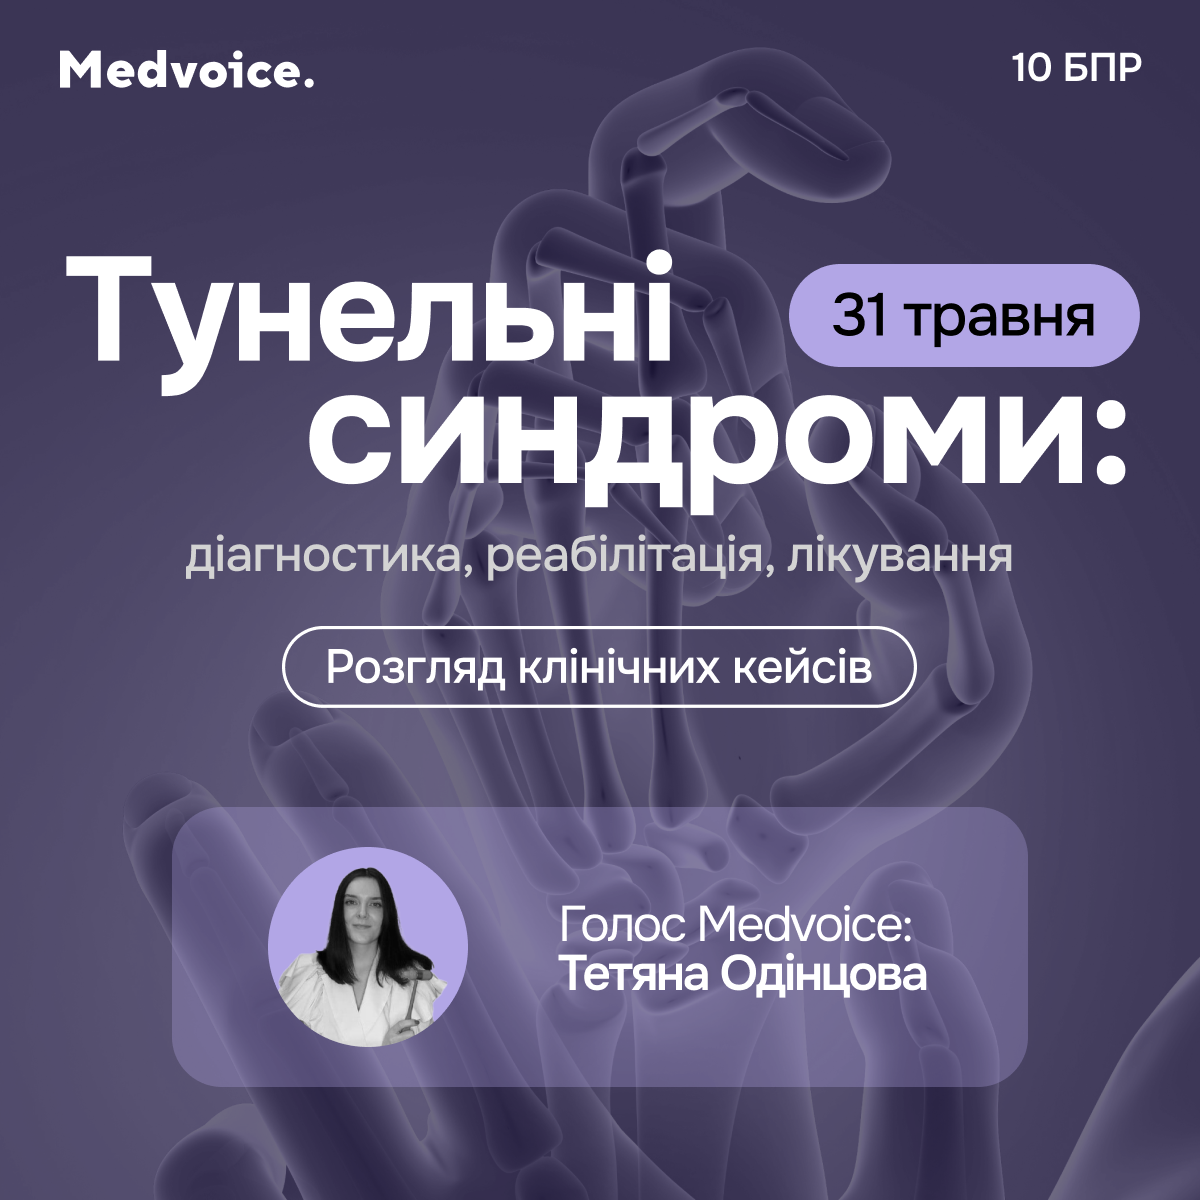 Medvoice.
10 БПР
Тунельні
31 травня
синдроми:
діагностика, реабілітація, лікування
Розгляд клінічних кейсів
Голос Medvoice:
Тетяна Одінцова